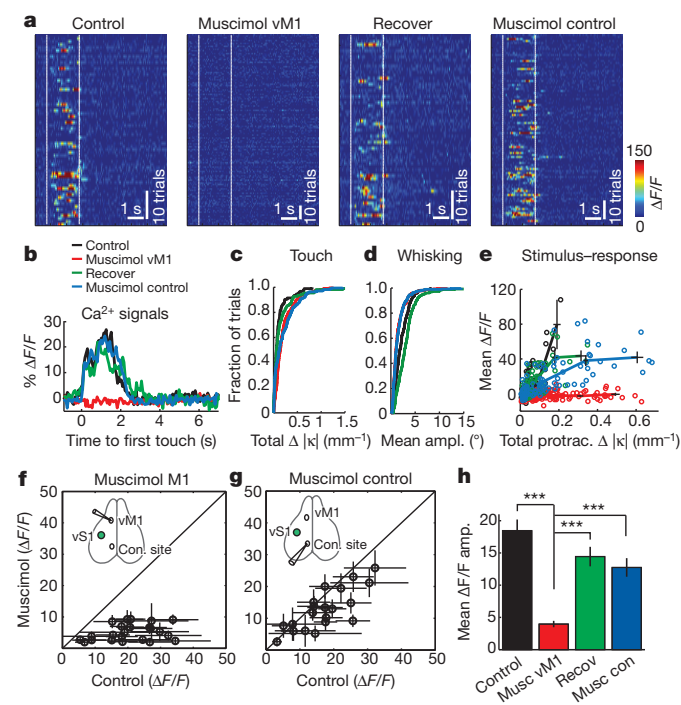 a
Control
Muscimol vM1
Recover
Muscimol control
1 s
10 trials
1 s
10 trials
1 s
10 trials
1 s
10 trials
150
0
ΔF/F
b
Control
Muscimol vM1
Recover
Muscimol control
Ca2+ signals
% ΔF/F
30
20
10
0
0 2 4 6
Time to first touch (s)
c
Touch
Fraction of trials
1.0
0.8
0.6
0.4
0.2
0
0.5 1.5
Total Δ |κ| (mm−1)
d
Whisking
1.0
0.8
0.6
0.4
0.2
0
0 5 15
Mean ampl. (°)
e
Stimulus–response
Mean ΔF/F
120
80
40
0
0 0.2 0.4 0.6
Total protrac. Δ |κ| (mm−1)
f
Muscimol M1
Muscimol (ΔF/F)
50
40
30
20
10
vM1
vS1
Con. site
0 10 20 30 40 50
Control (ΔF/F)
g
Muscimol control
50
40
30
20
10
vM1
vS1
Con. site
0 10 20 30 40 50
Control (ΔF/F)
h
Mean ΔF/F amp.
20
15
10
5
0
***
***
***
Control
Musc vM1
Recov
Musc con